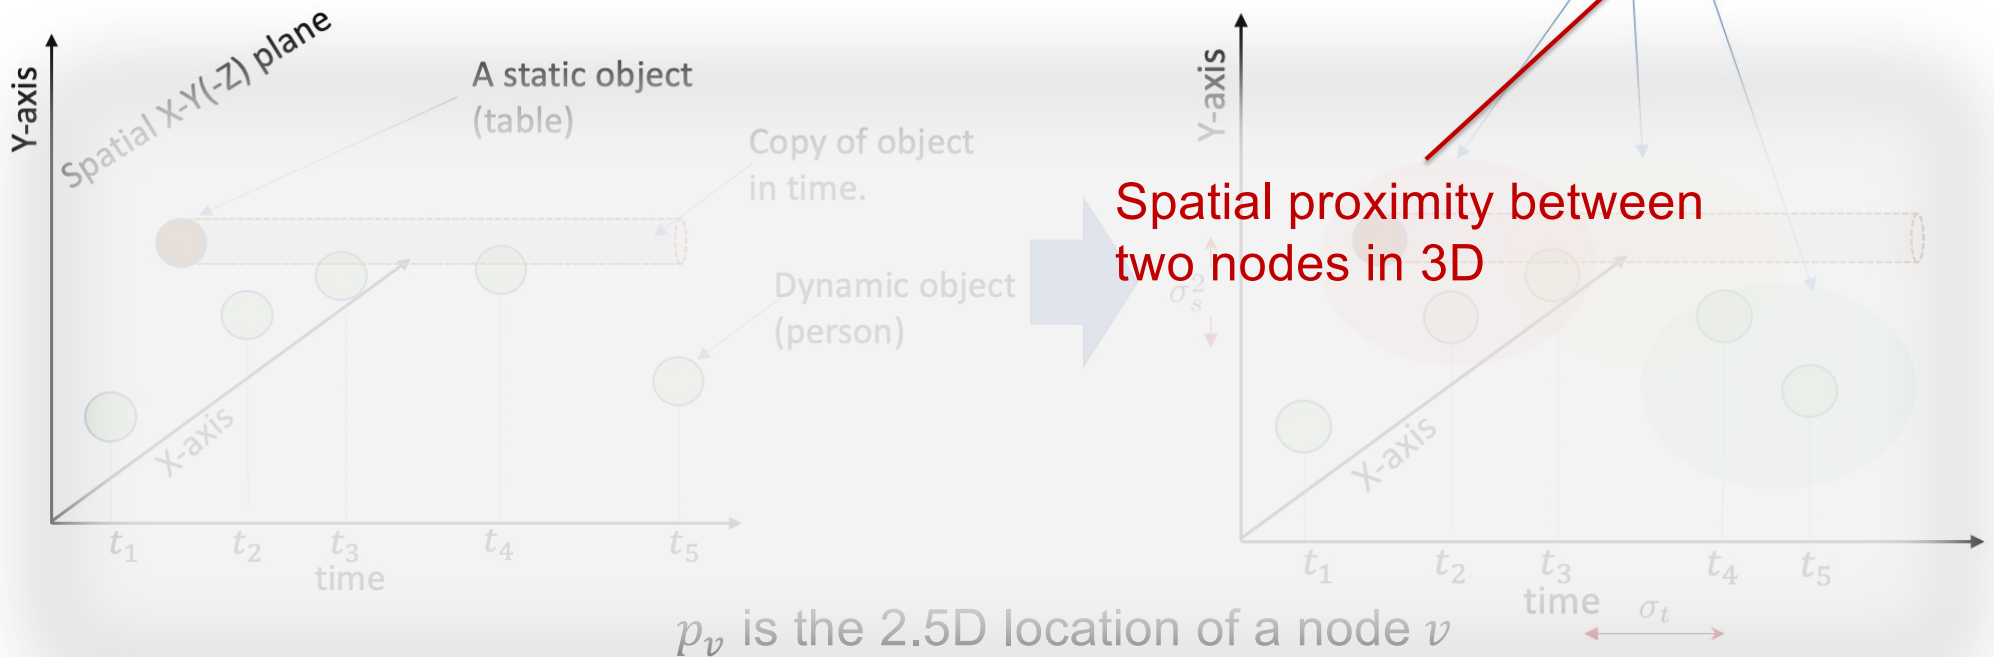 Y-axis
Spatial X-Y(-Z) plane
A static object
(table)
Copy of object
in time.
Dynamic object
(person)
X-axis
t₁ t₂ t₃ t₄ t₅
time
Y-axis
Spatial proximity between
two nodes in 3D
σₛ²
X-axis
t₁ t₂ t₃ t₄ t₅
time σₜ
pᵥ is the 2.5D location of a node v